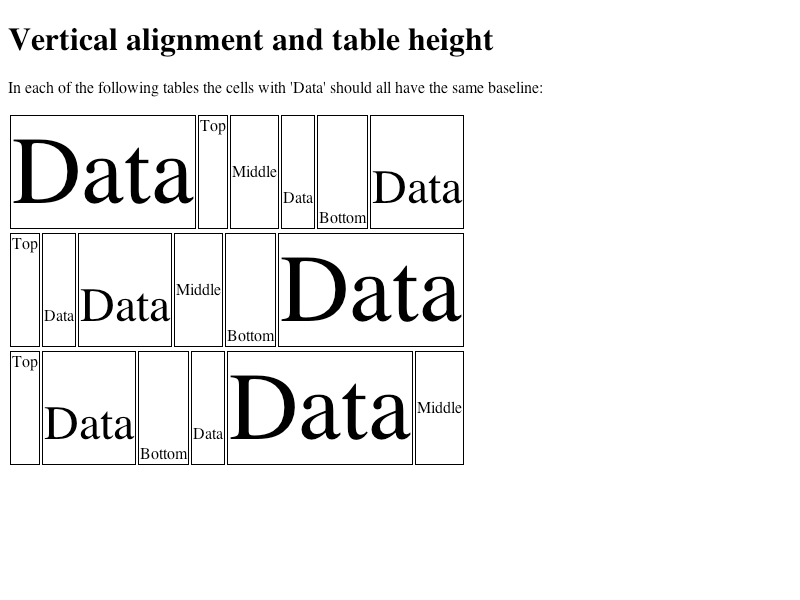 Vertical alignment and table height
In each of the following tables the cells with 'Data' should all have the same baseline:
Data Top Middle Data Bottom Data
Top Data Data Middle Bottom Data
Top Data Bottom Data Data Middle